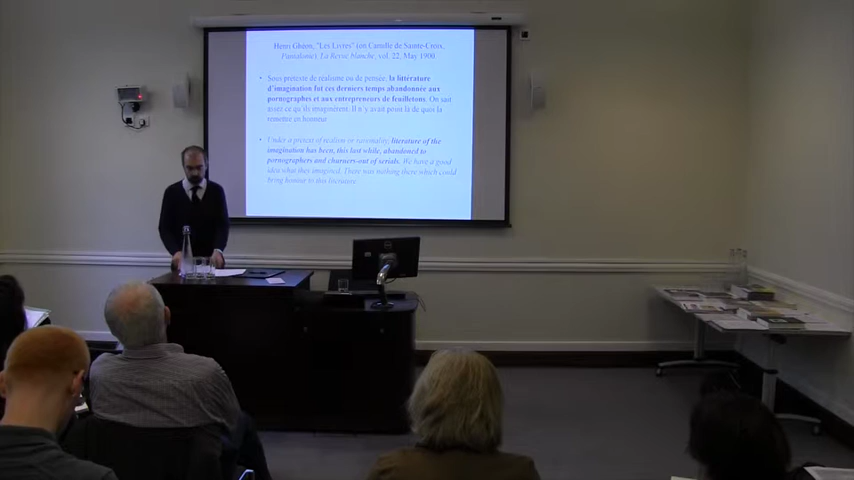 Henri Ghéon, "Les Livres" (on Camille de Sainte-Croix,
Pantalonie), La Revue blanche, vol. 22, May 1900.
• Sous prétexte de réalisme ou de pensée, la littérature
d'imagination fut ces derniers temps abandonnée aux
pornographes et aux entrepreneurs de feuilletons. On sait
assez ce qu'ils imaginèrent. Il n'y avait point là de quoi la
remettre en honneur.
• Under a pretext of realism or rationality, literature of the
imagination has been, this last while, abandoned to
pornographers and churners-out of serials. We have a good
idea what they imagined. There was nothing there which could
bring honour to this literature.